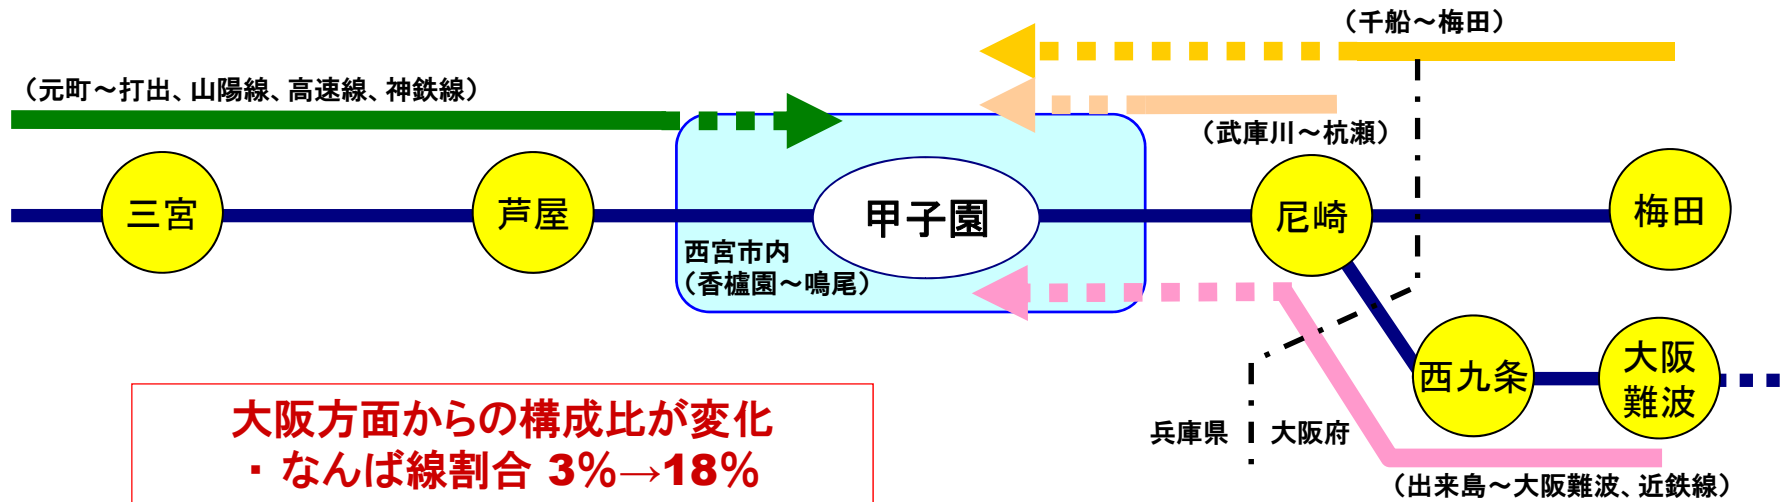 （千船～梅田）
（元町～打出、山陽線、高速線、神鉄線）
（武庫川～杭瀬）
三宮
芦屋
甲子園
尼崎
梅田
西宮市内
（香櫨園～鳴尾）
西九条
大阪
難波
大阪方面からの構成比が変化
・なんば線割合 3%→18%
兵庫県
大阪府
（出来島～大阪難波、近鉄線）